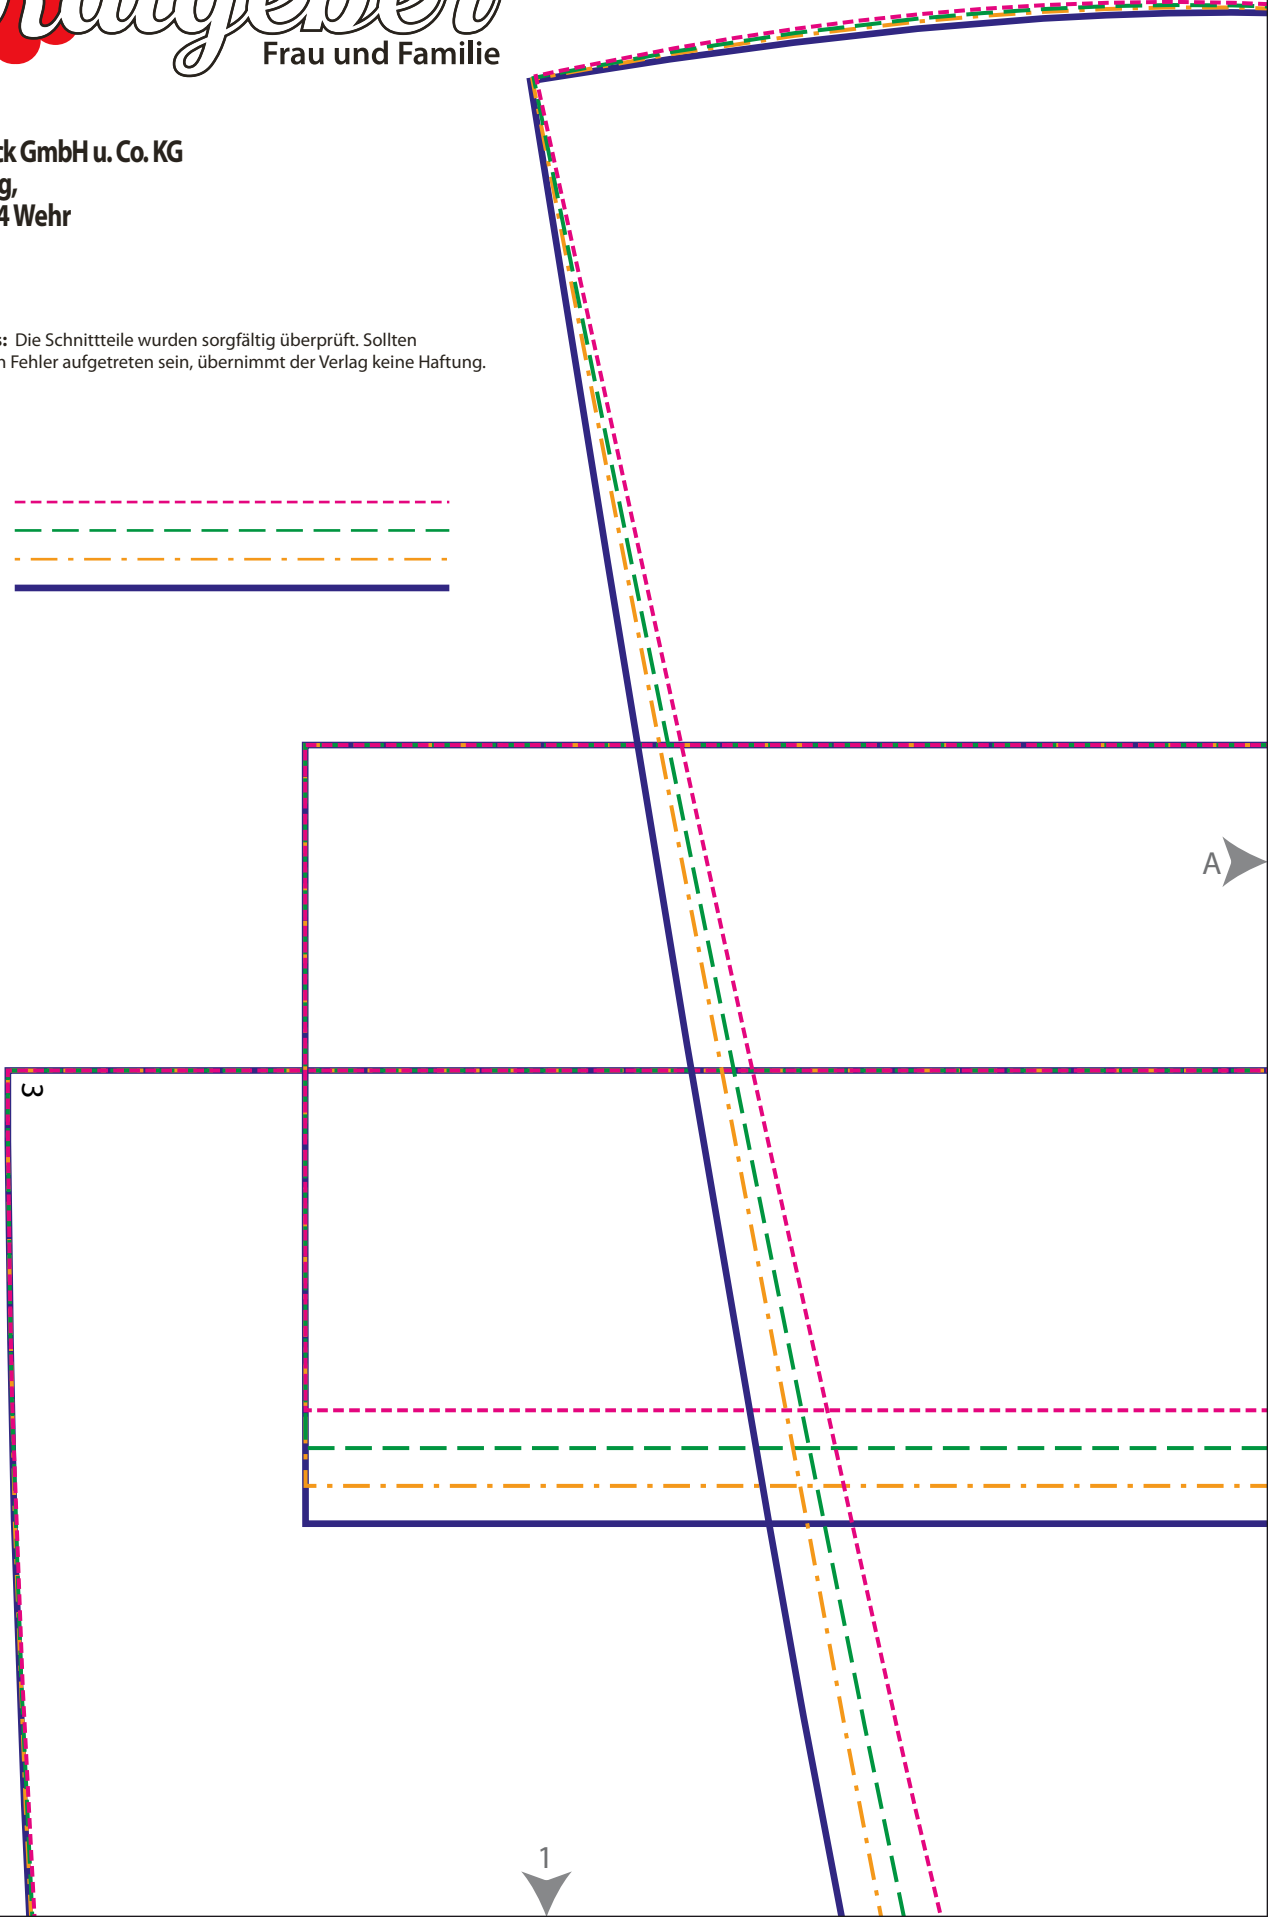 Ratgeber
Frau und Familie
ck GmbH u. Co. KG
g,
4 Wehr
s: Die Schnittteile wurden sorgfältig überprüft. Sollten
n Fehler aufgetreten sein, übernimmt der Verlag keine Haftung.
A
3
1